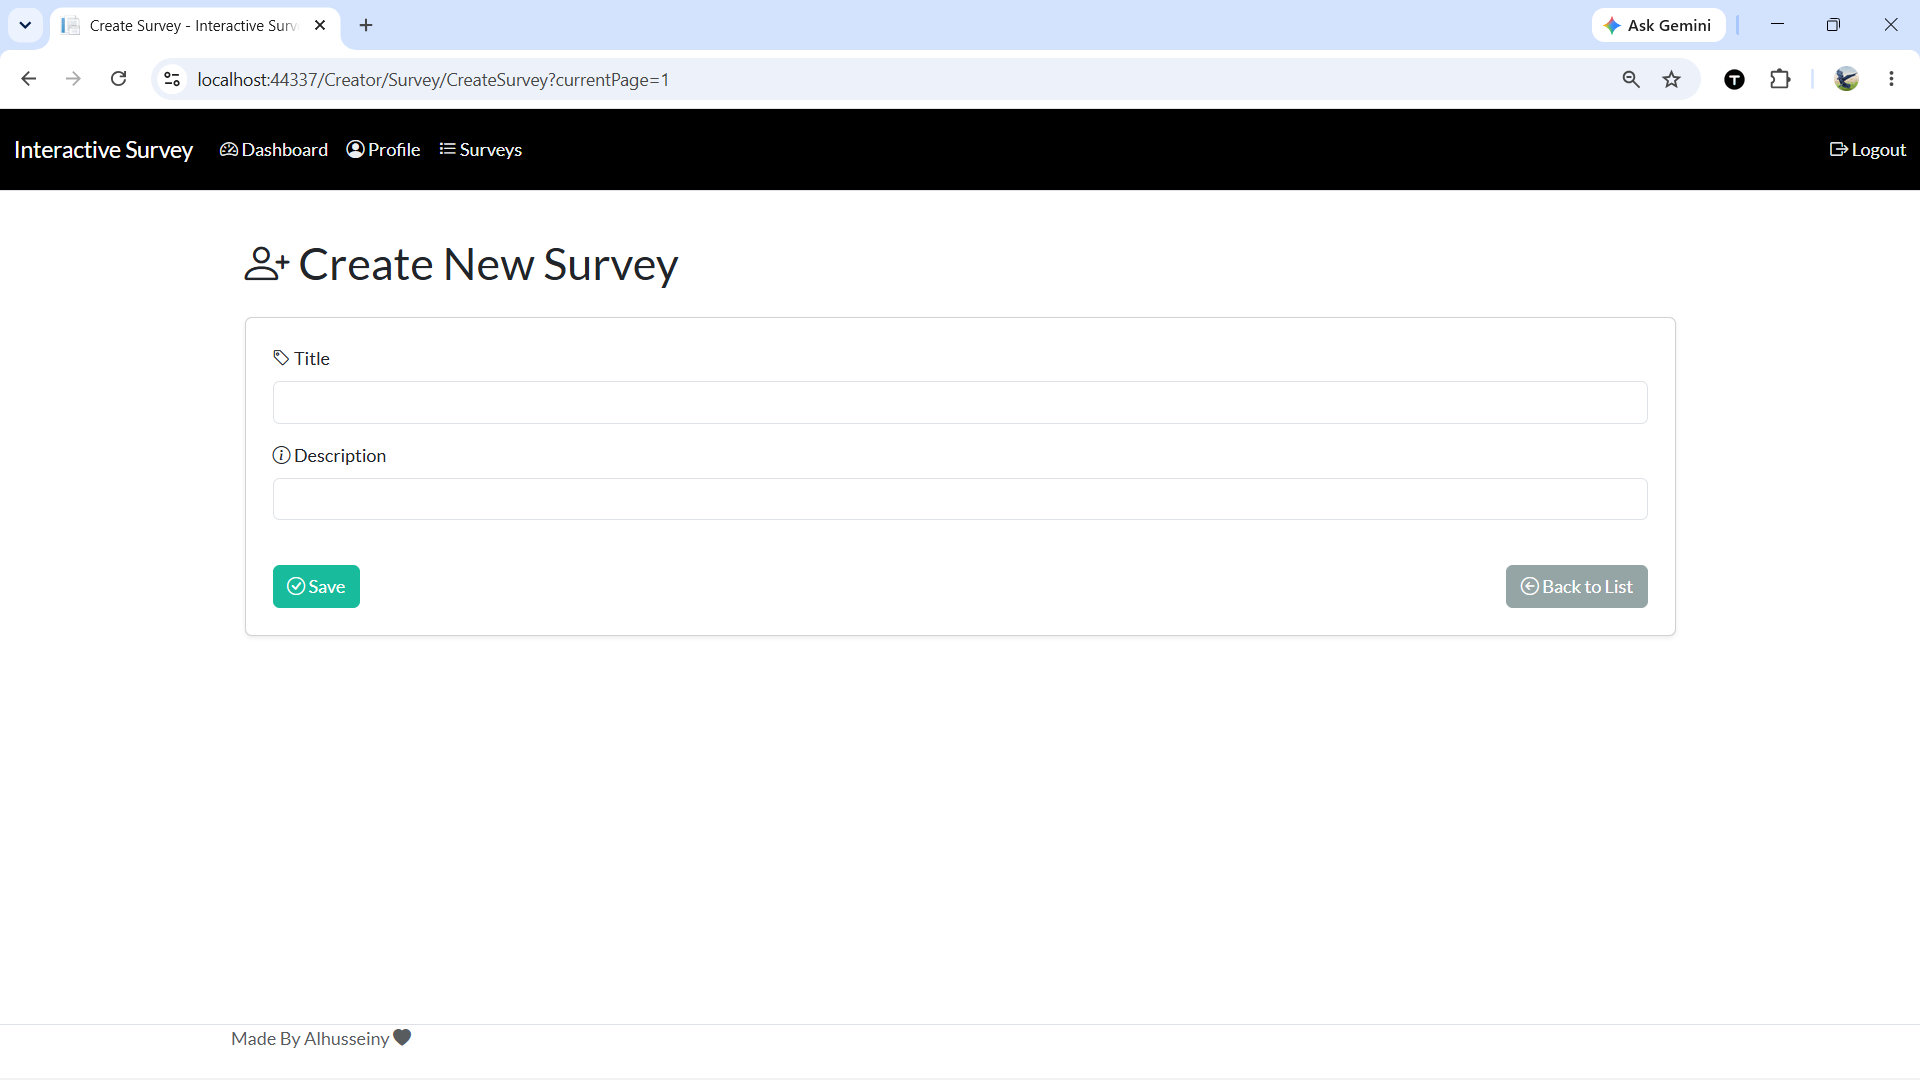 Create Survey - Interactive Surv
Ask Gemini
localhost:44337/Creator/Survey/CreateSurvey?currentPage=1
T
Interactive Survey Dashboard Profile Surveys Logout
Create New Survey
Title
Description
Save Back to List
Made By Alhusseiny